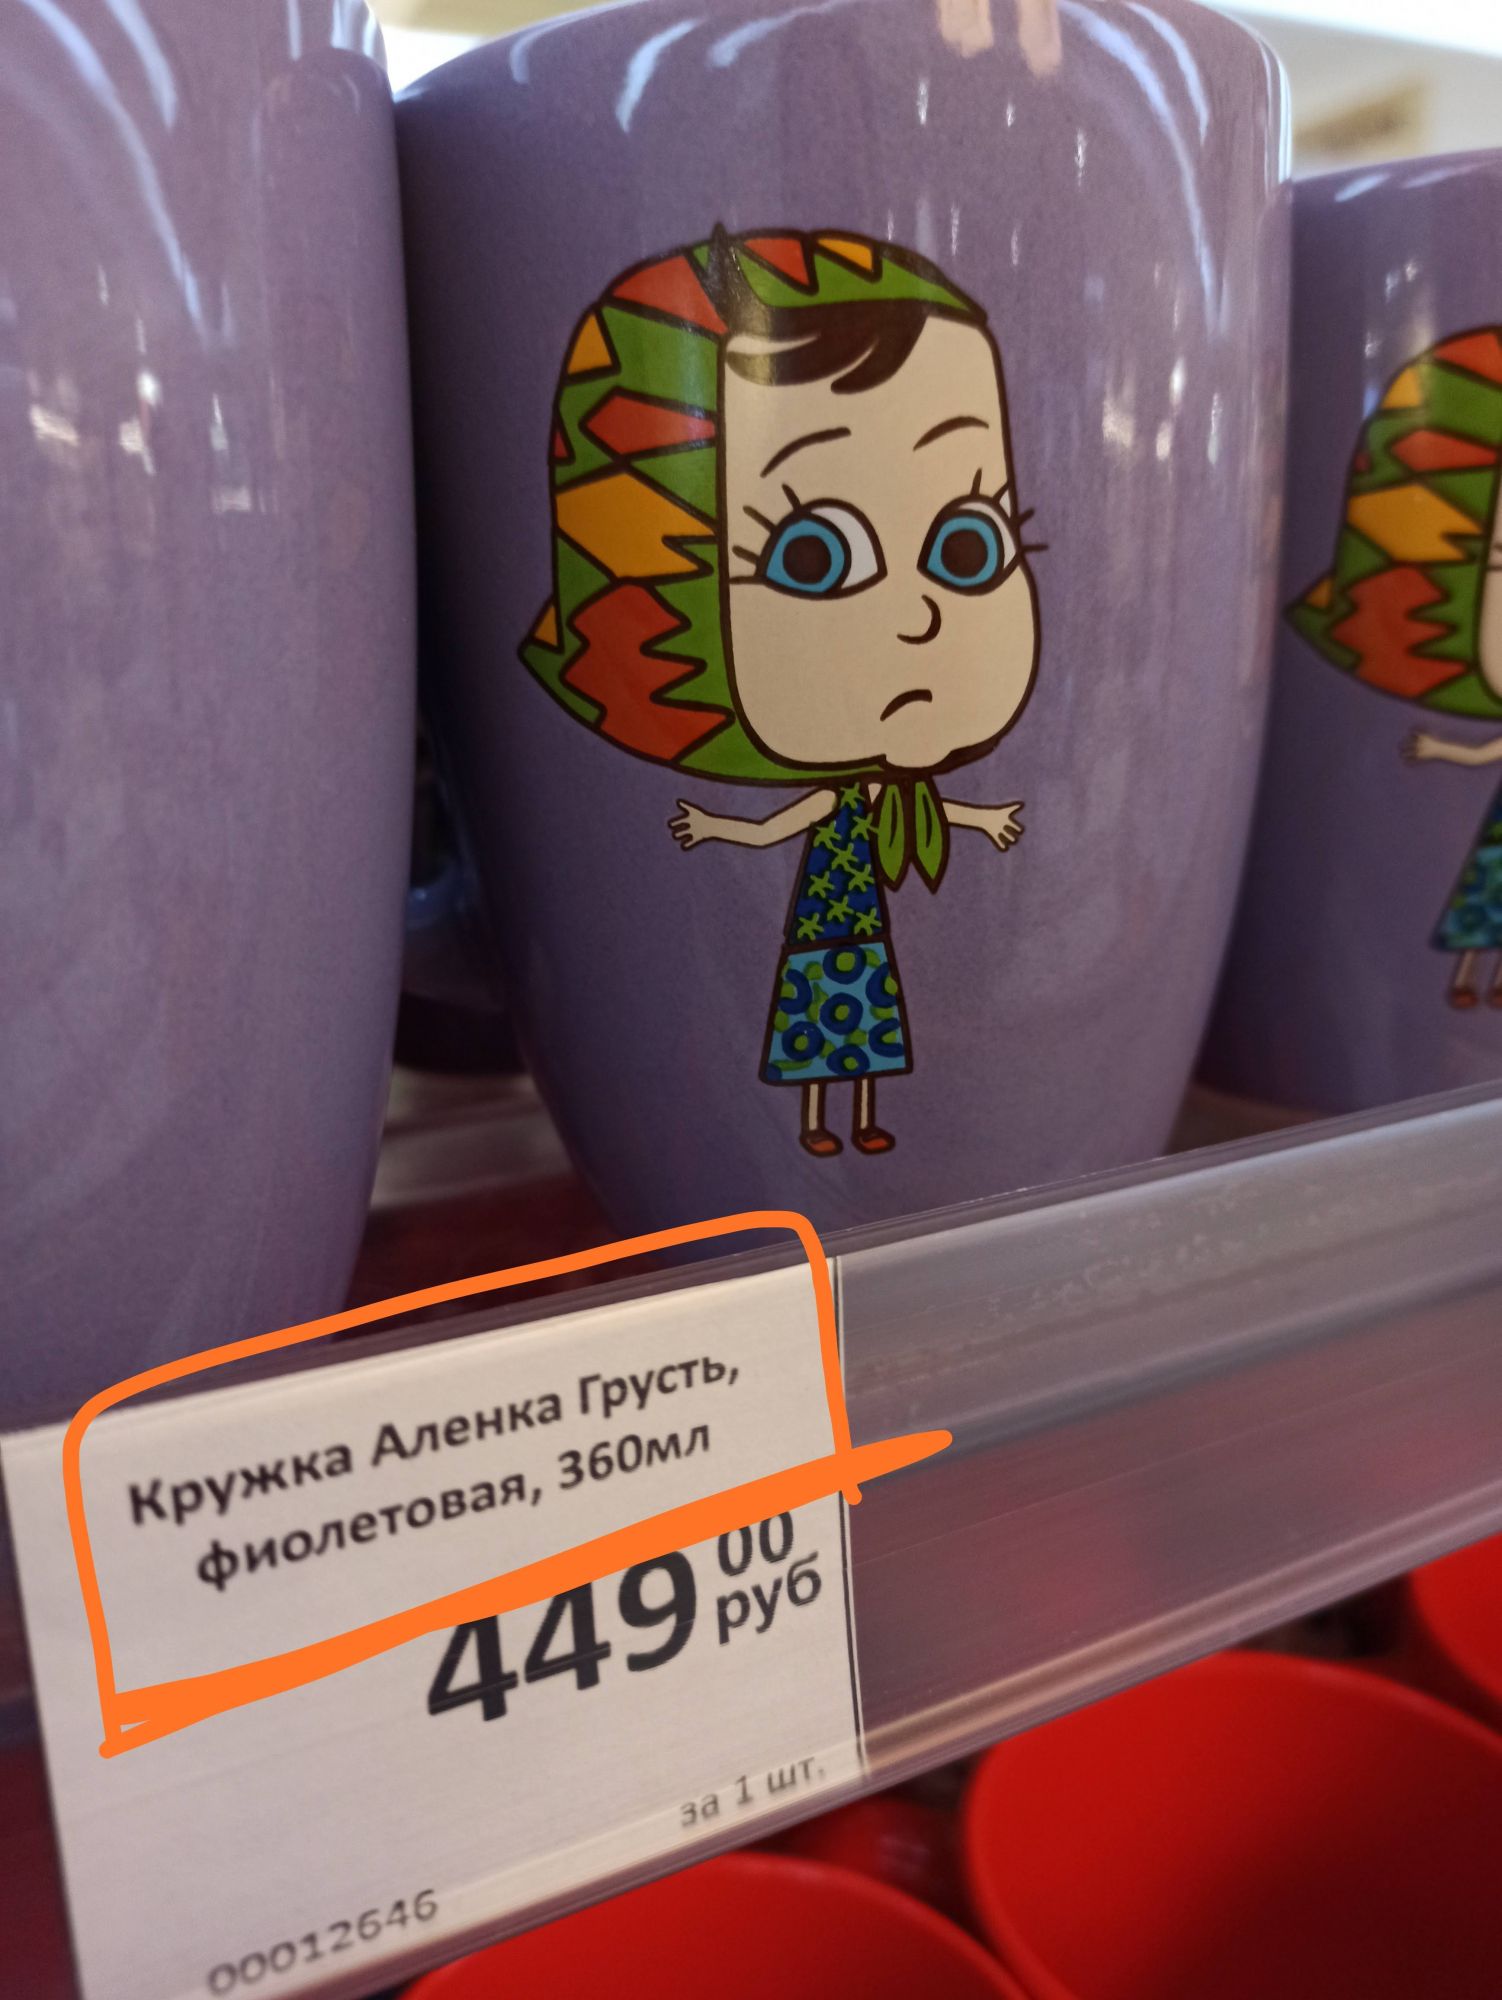 Кружка Аленка Грусть,
фиолетовая, 360мл
449 00
руб
за 1 шт.
00012646